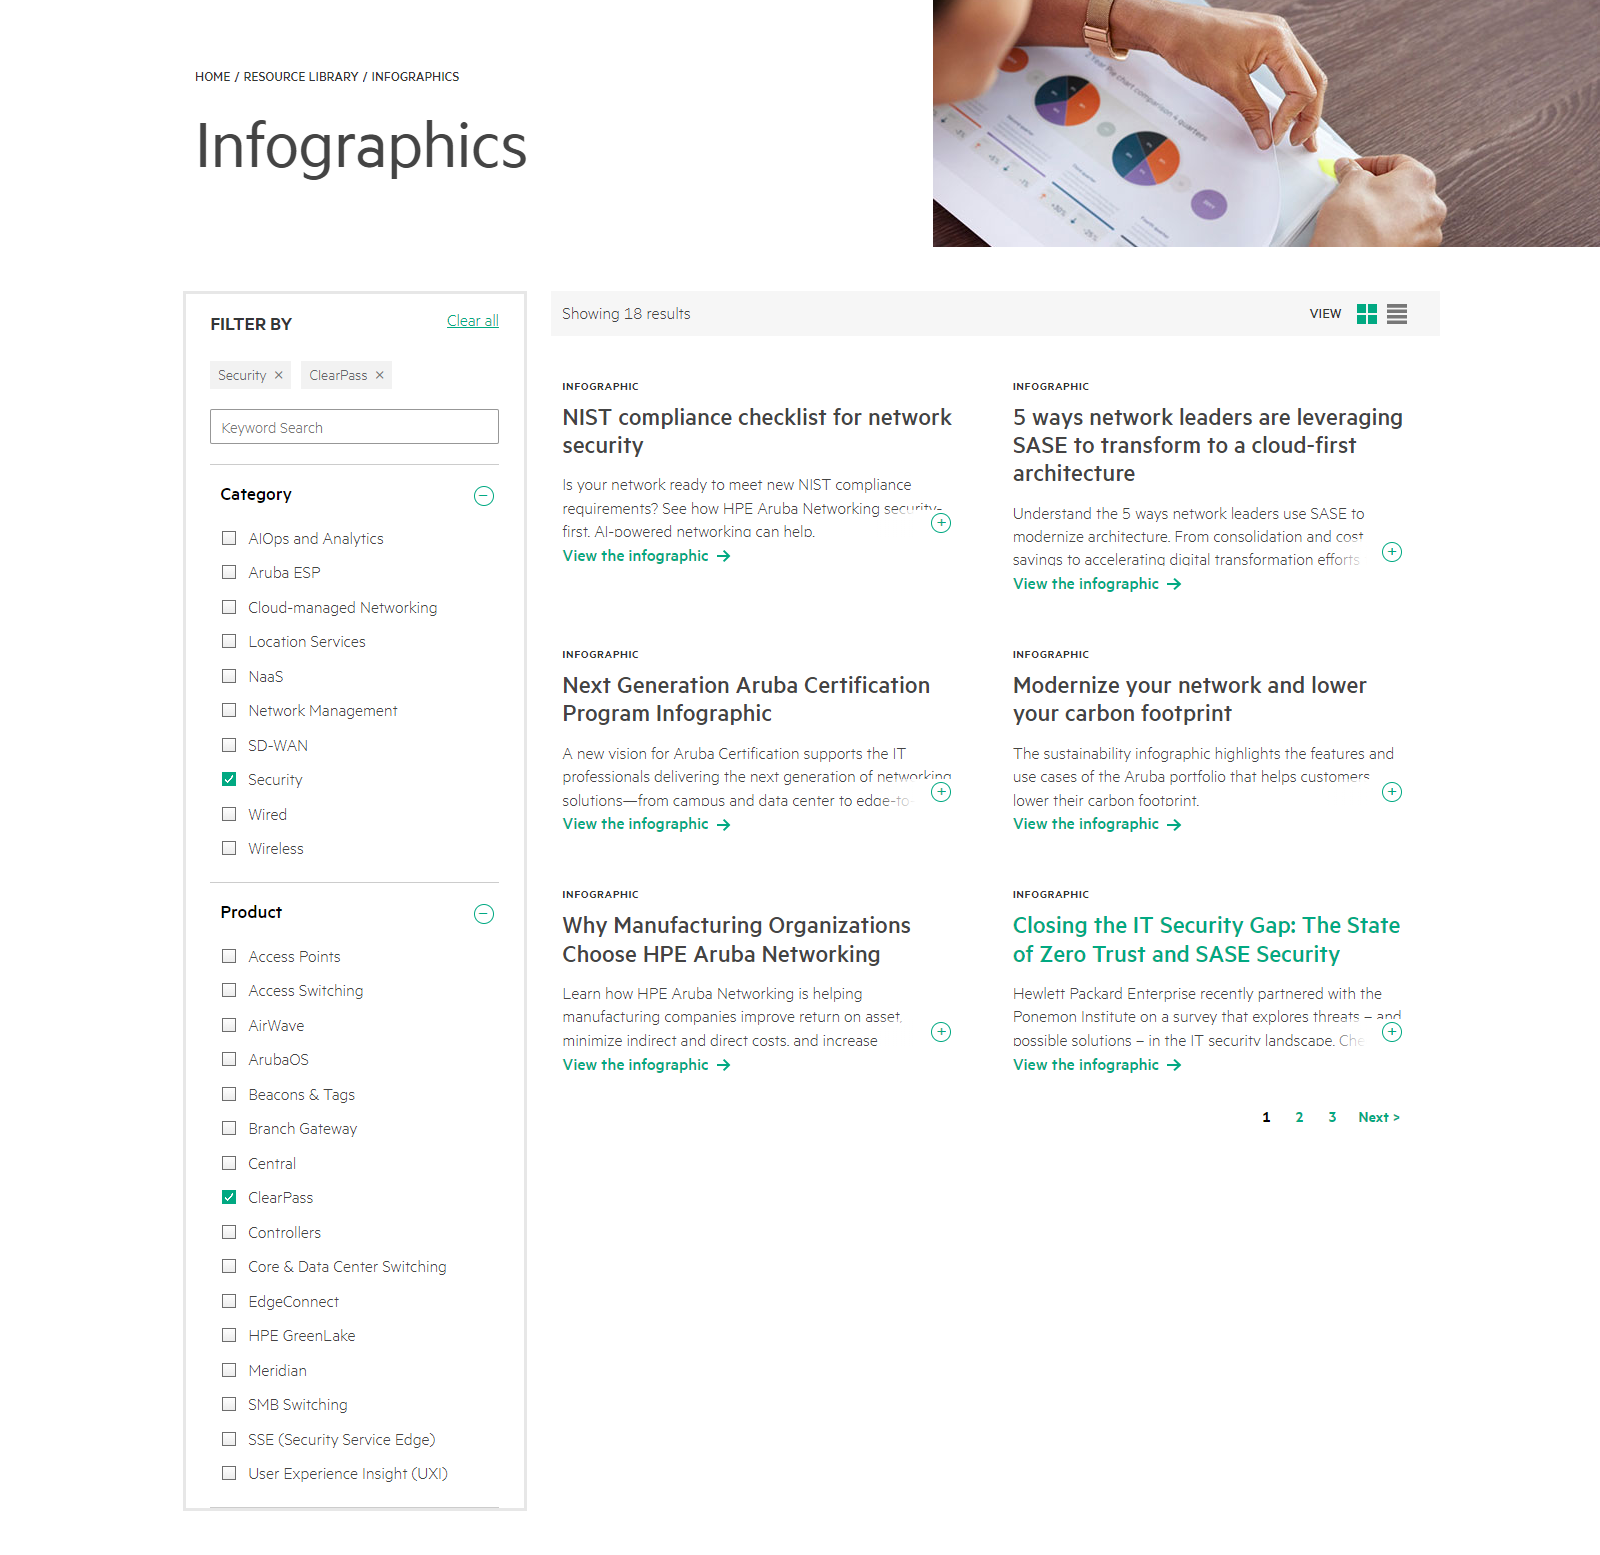 HOME / RESOURCE LIBRARY / INFOGRAPHICS
Infographics
3 Year Pie chart comparison 4 quarters
FILTER BY
Clear all
Security ×
ClearPass ×
Keyword Search
Category
AIOps and Analytics
Aruba ESP
Cloud-managed Networking
Location Services
NaaS
Network Management
SD-WAN
Security
Wired
Wireless
Product
Access Points
Access Switching
AirWave
ArubaOS
Beacons & Tags
Branch Gateway
Central
ClearPass
Controllers
Core & Data Center Switching
EdgeConnect
HPE GreenLake
Meridian
SMB Switching
SSE (Security Service Edge)
User Experience Insight (UXI)
Showing 18 results
VIEW
INFOGRAPHIC
NIST compliance checklist for network
security
Is your network ready to meet new NIST compliance
requirements? See how HPE Aruba Networking security-
first, AI-powered networking can help.
View the infographic →
INFOGRAPHIC
5 ways network leaders are leveraging
SASE to transform to a cloud-first
architecture
Understand the 5 ways network leaders use SASE to
modernize architecture. From consolidation and cost
savings to accelerating digital transformation efforts
View the infographic →
INFOGRAPHIC
Next Generation Aruba Certification
Program Infographic
A new vision for Aruba Certification supports the IT
professionals delivering the next generation of networking
solutions—from campus and data center to edge-to-
View the infographic →
INFOGRAPHIC
Modernize your network and lower
your carbon footprint
The sustainability infographic highlights the features and
use cases of the Aruba portfolio that helps customers
lower their carbon footprint.
View the infographic →
INFOGRAPHIC
Why Manufacturing Organizations
Choose HPE Aruba Networking
Learn how HPE Aruba Networking is helping
manufacturing companies improve return on asset,
minimize indirect and direct costs, and increase
View the infographic →
INFOGRAPHIC
Closing the IT Security Gap: The State
of Zero Trust and SASE Security
Hewlett Packard Enterprise recently partnered with the
Ponemon Institute on a survey that explores threats – and
possible solutions – in the IT security landscape. Che
View the infographic →
1 2 3 Next >